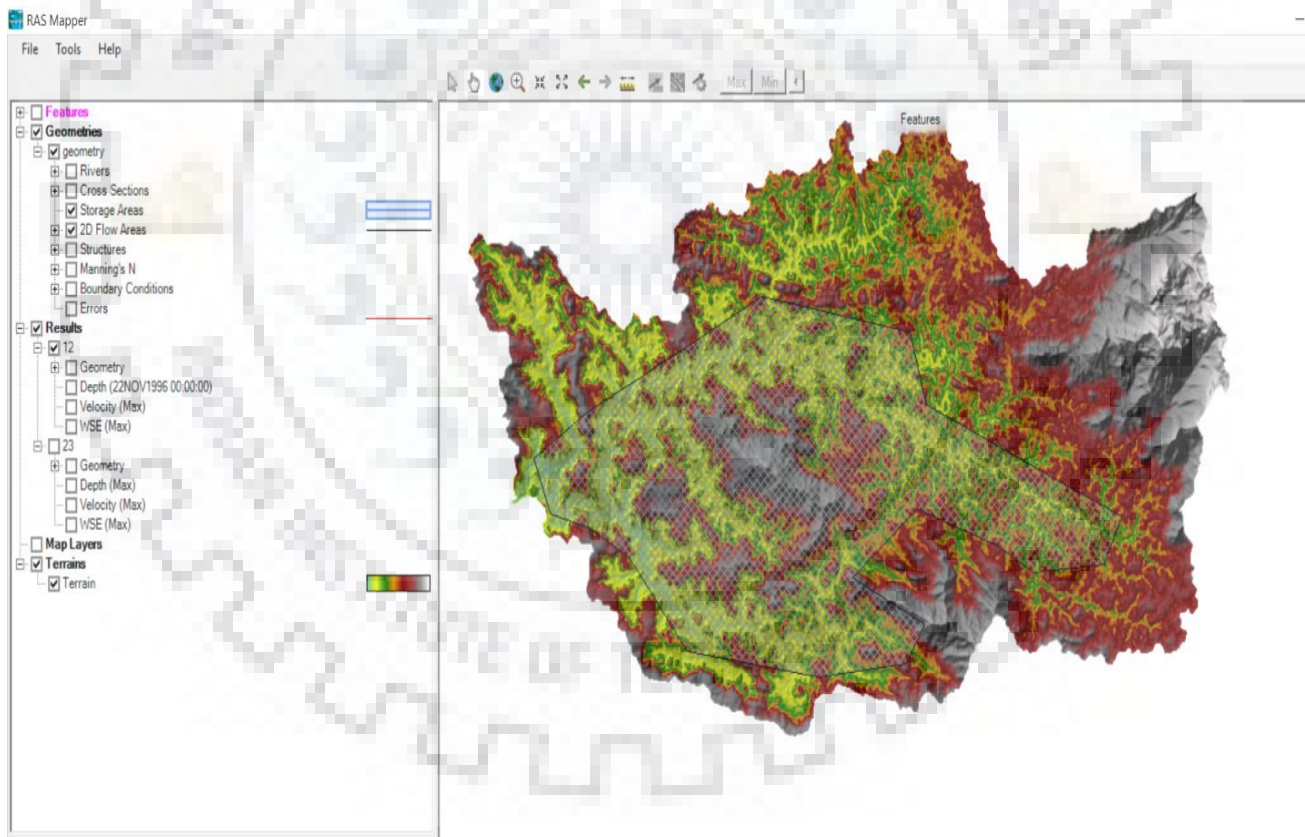 RAS Mapper
File Tools Help
Max Min
Features
Features
Geometries
geometry
Rivers
Cross Sections
Storage Areas
2D Flow Areas
Structures
Manning's N
Boundary Conditions
Errors
Results
12
Geometry
Depth (22NOV1996 00:00:00)
Velocity (Max)
WSE (Max)
23
Geometry
Depth (Max)
Velocity (Max)
WSE (Max)
Map Layers
Terrains
Terrain